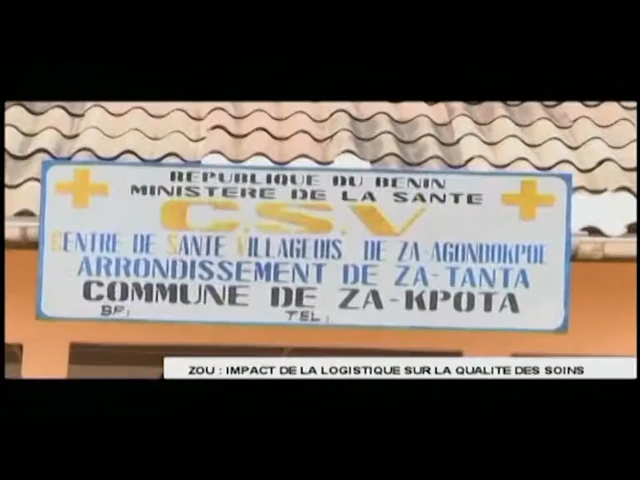 REPUBLIQUE DU BENIN
MINISTERE DE LA SANTE
C.S.V
CENTRE DE SANTE VILLAGEOIS DE ZA-AGONDOKPOE
ARRONDISSEMENT DE ZA-TANTA
COMMUNE DE ZA-KPOTA
BP: TEL:
ZOU : IMPACT DE LA LOGISTIQUE SUR LA QUALITE DES SOINS